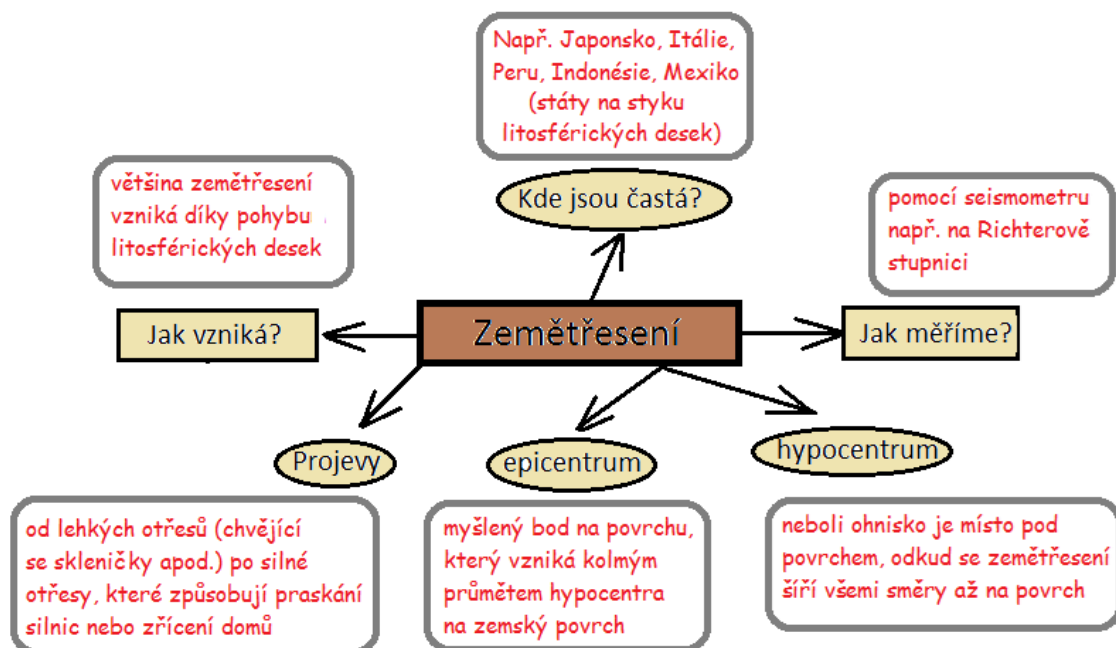 Např. Japonsko, Itálie,
Peru, Indonésie, Mexiko
(státy na styku
litosférických desek)
Kde jsou častá?
většina zemětřesení
vzniká díky pohybu
litosférických desek
Jak vzniká?
pomocí seismometru
např. na Richterově
stupnici
Jak měříme?
Zemětřesení
Projevy
od lehkých otřesů (chvějící
se skleničky apod.) po silné
otřesy, které způsobují praskání
silnic nebo zřícení domů
epicentrum
myšlený bod na povrchu,
který vzniká kolmým
průmětem hypocentra
na zemský povrch
hypocentrum
neboli ohnisko je místo pod
povrchem, odkud se zemětřesení
šíří všemi směry až na povrch